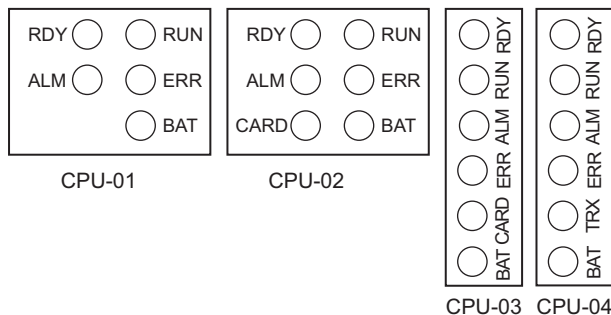 RDY RUN
ALM ERR
BAT
CPU-01
RDY RUN
ALM ERR
CARD BAT
CPU-02
RDY
RUN
ALM
ERR
CARD
BAT
CPU-03
RDY
RUN
ALM
ERR
TRX
BAT
CPU-04